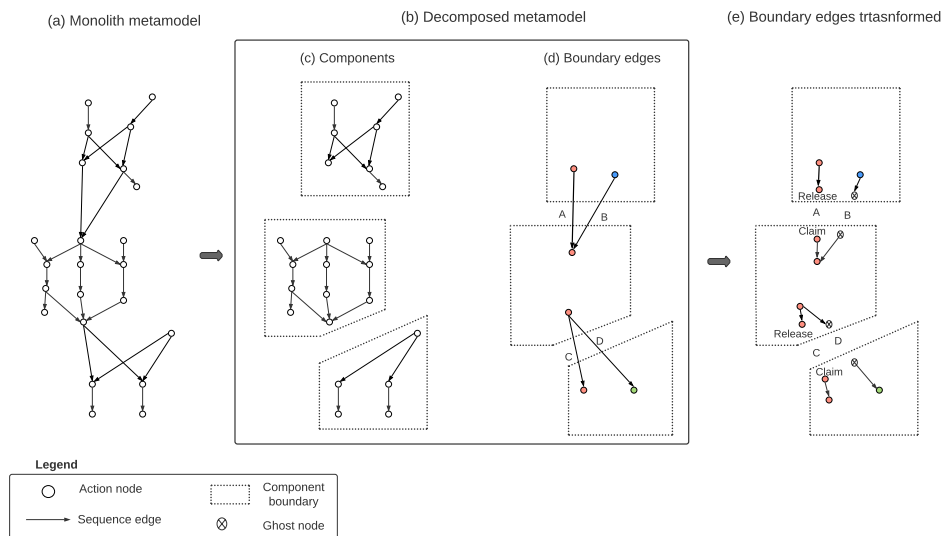 (a) Monolith metamodel
(b) Decomposed metamodel
(e) Boundary edges trtasnformed
(c) Components
(d) Boundary edges
A
B
C
D
Release
A
B
Claim
Release
D
C
Claim
Legend
Action node
Component
boundary
Sequence edge
Ghost node